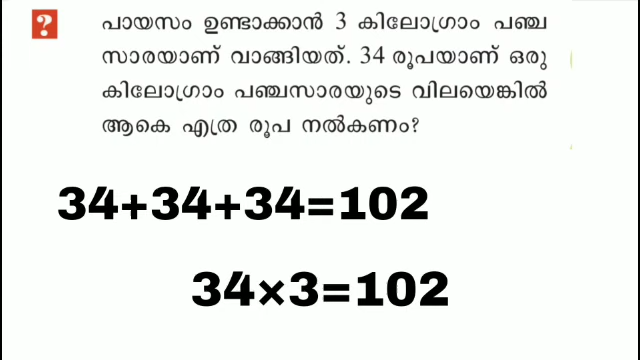 ?
പായസം ഉണ്ടാക്കാൻ 3 കിലോഗ്രാം പഞ്ച
സാരയാണ് വാങ്ങിയത്. 34 രൂപയാണ് ഒരു
കിലോഗ്രാം പഞ്ചസാരയുടെ വിലയെങ്കിൽ
ആകെ എത്ര രൂപ നൽകണം?
34+34+34=102
34×3=102